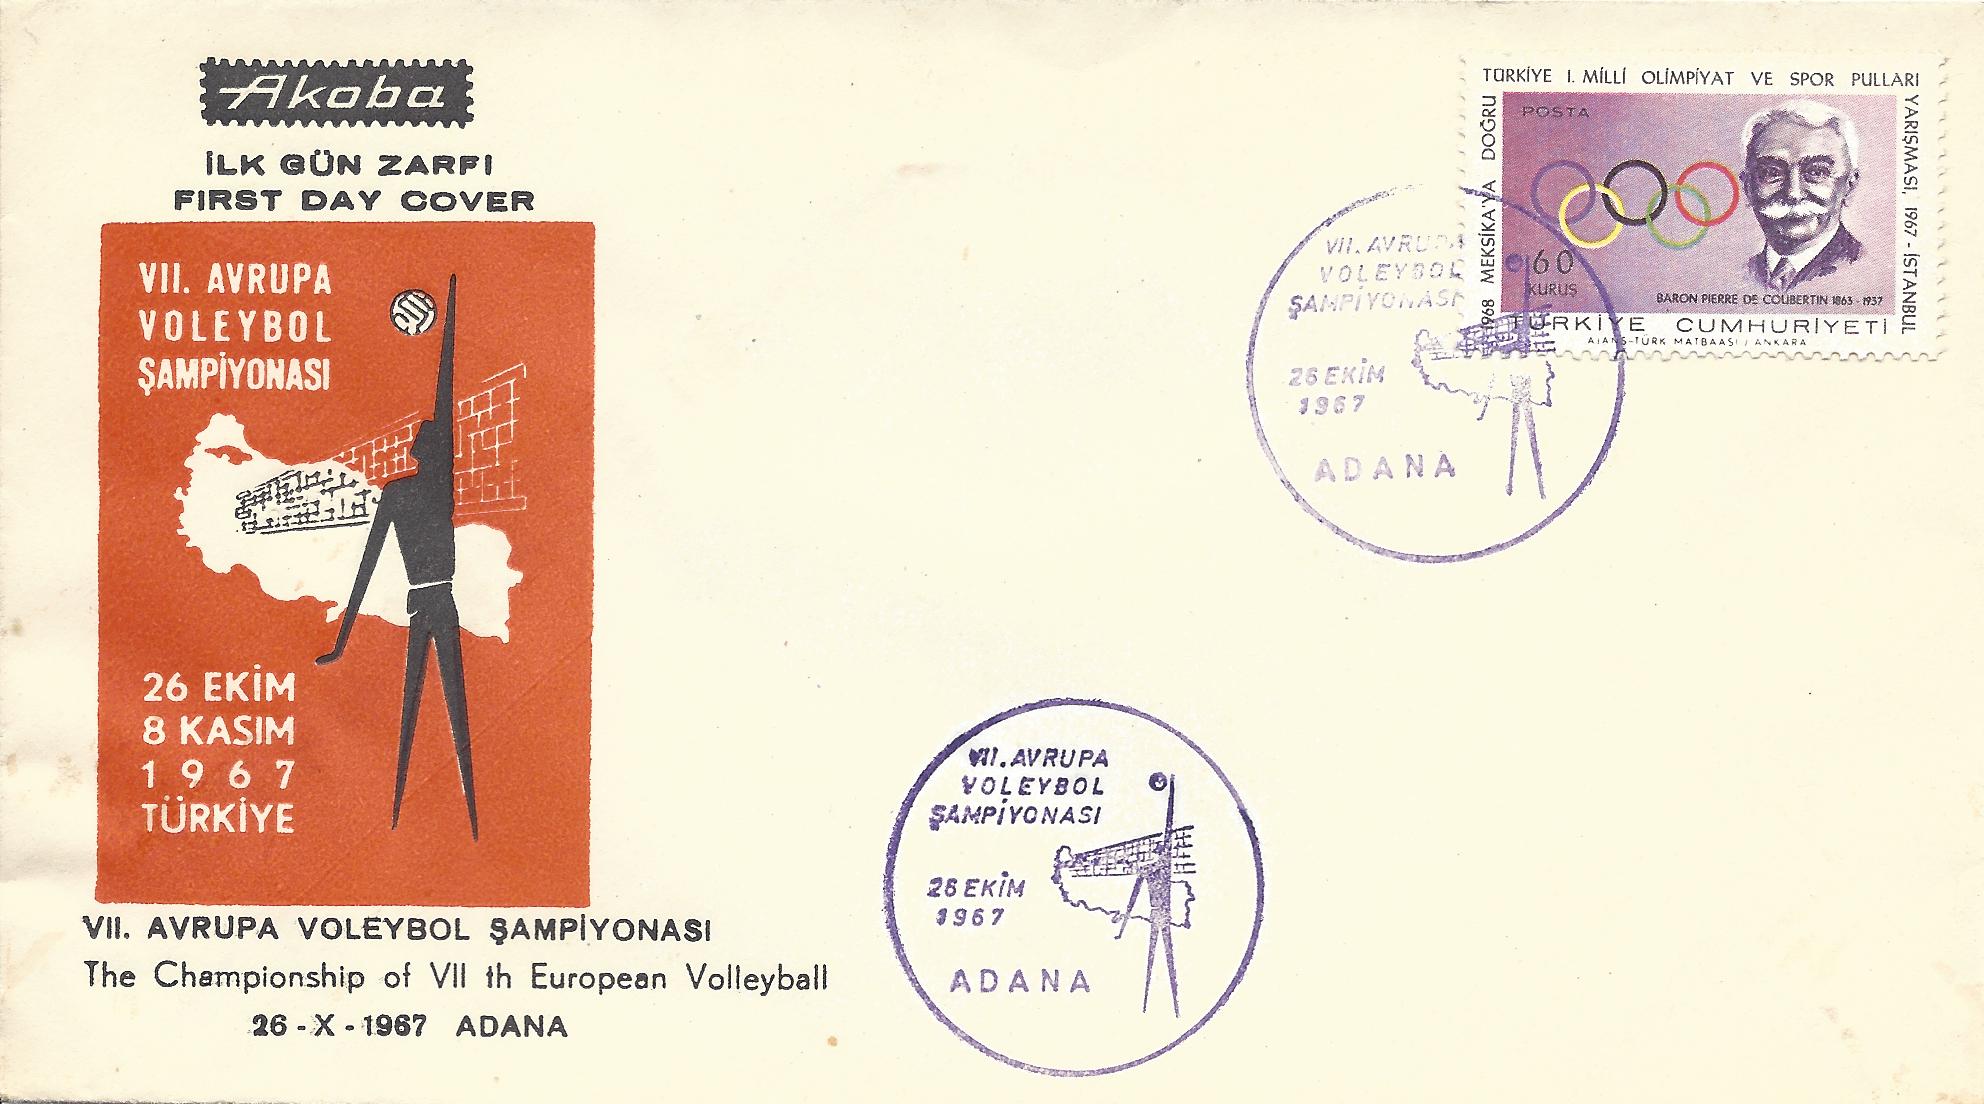 Akoba
İLK GÜN ZARFI
FIRST DAY COVER
VII. AVRUPA
VOLEYBOL
ŞAMPİYONASI
26 EKİM
8 KASIM
1967
TÜRKİYE
VII. AVRUPA VOLEYBOL ŞAMPİYONASI
The Championship of VII th European Volleyball
26-X-1967 ADANA
VII. AVRUPA
VOLEYBOL
ŞAMPİYONASI
26 EKİM
1967
ADANA
1968 MEKSİKA'YA DOĞRU
TÜRKİYE I. MİLLİ OLİMPİYAT VE SPOR PULLARI
YARIŞMASI, 1967 - İSTANBUL
POSTA
60
KURUŞ
BARON PIERRE DE COUBERTIN 1863 - 1937
TÜRKİYE CUMHURİYETİ
AJANS-TÜRK MATBAASI / ANKARA
VII. AVRUPA
VOLEYBOL
ŞAMPİYONASI
26 EKİM
1967
ADANA